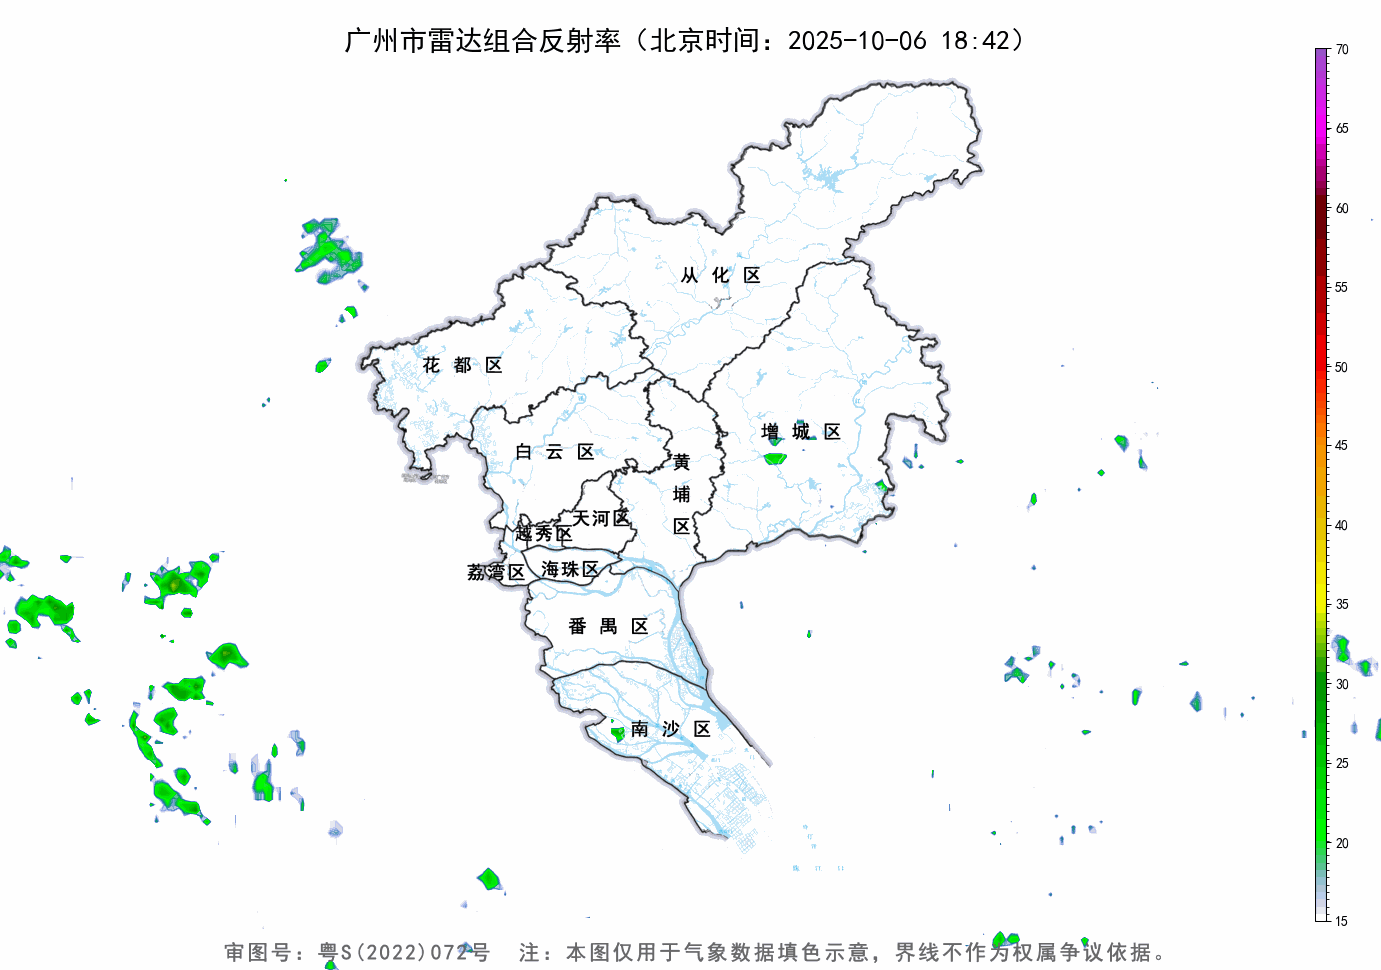 广州市雷达组合反射率（北京时间：2025-10-06 18:42）
70
65
60
55
50
45
40
35
30
25
20
15
从化区
花都区
增城区
白云区
黄埔区
天河区
越秀区
荔湾区
海珠区
番禺区
南沙区
审图号：粤S(2022)072号 注：本图仅用于气象数据填色示意，界线不作为权属争议依据。